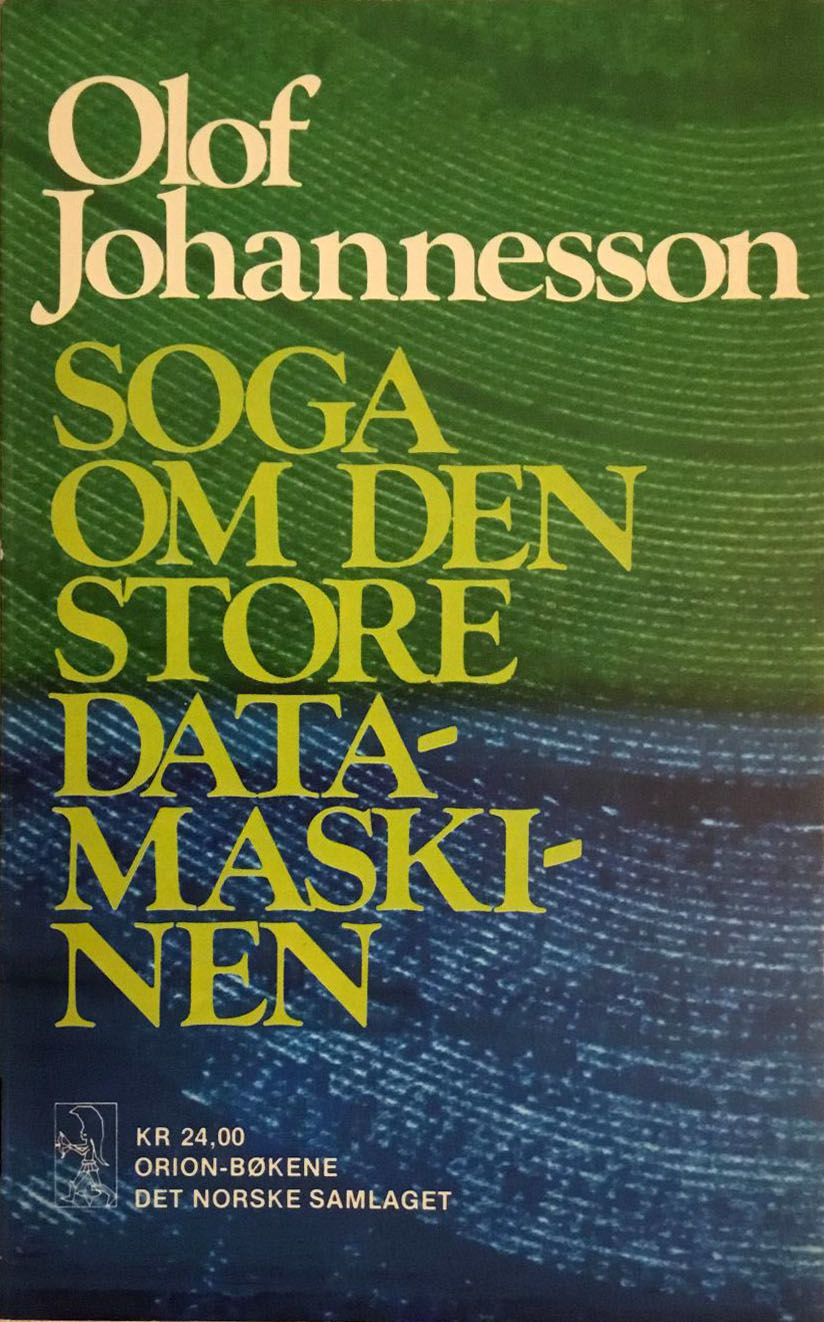 Olof
Johannesson
SOGA
OM DEN
STORE
DATA-
MASKI-
NEN
KR 24,00
ORION-BØKENE
DET NORSKE SAMLAGET